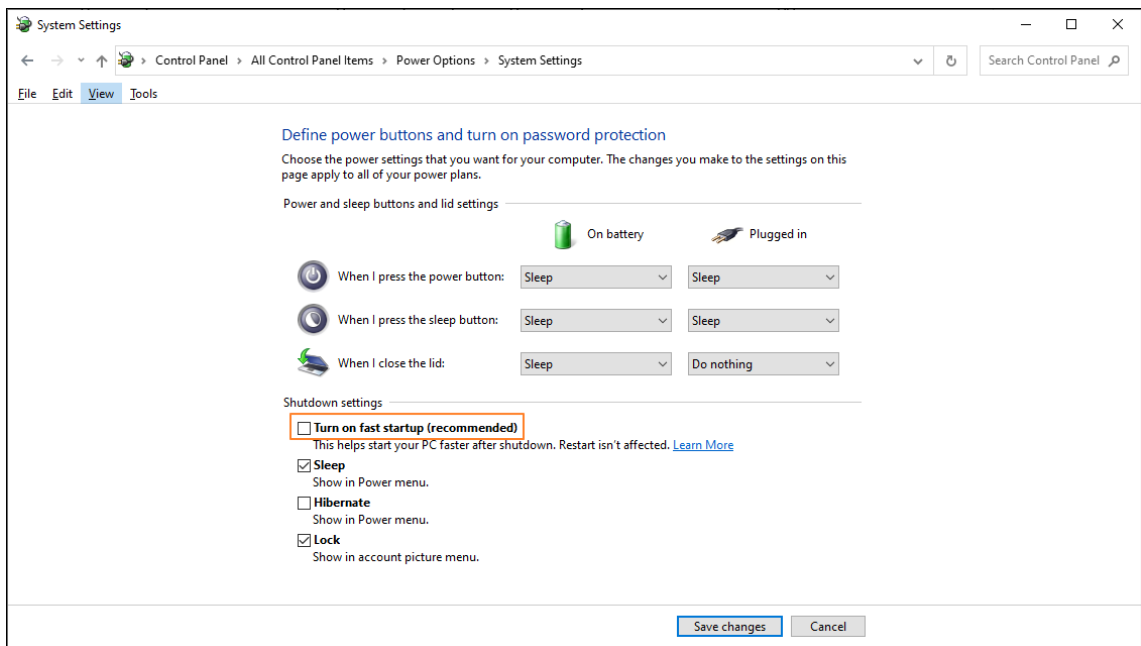 System Settings
Control Panel > All Control Panel Items > Power Options > System Settings
Search Control Panel
File Edit View Tools
Define power buttons and turn on password protection
Choose the power settings that you want for your computer. The changes you make to the settings on this
page apply to all of your power plans.
Power and sleep buttons and lid settings
On battery Plugged in
When I press the power button: Sleep Sleep
When I press the sleep button: Sleep Sleep
When I close the lid: Sleep Do nothing
Shutdown settings
Turn on fast startup (recommended)
This helps start your PC faster after shutdown. Restart isn't affected. Learn More
Sleep
Show in Power menu.
Hibernate
Show in Power menu.
Lock
Show in account picture menu.
Save changes Cancel